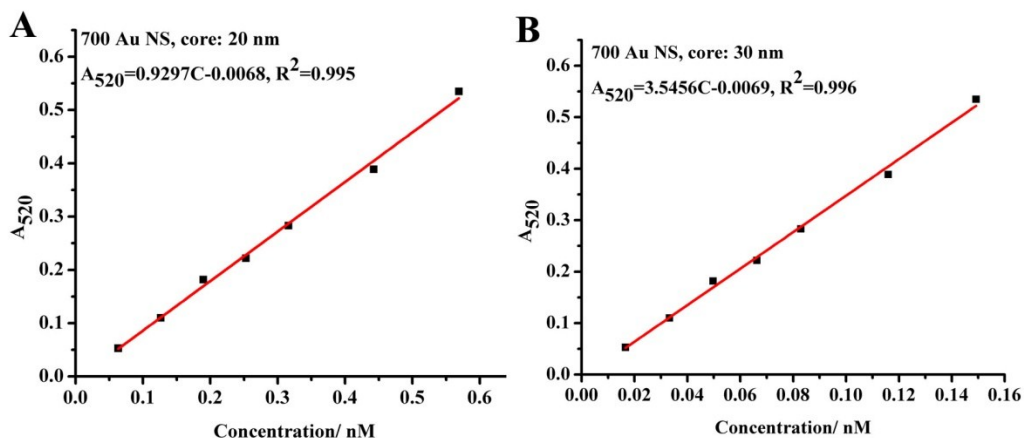 A
700 Au NS, core: 20 nm
A520=0.9297C-0.0068, R2=0.995
A520
0.6
0.5
0.4
0.3
0.2
0.1
0.0
0.0 0.1 0.2 0.3 0.4 0.5 0.6
Concentration/ nM
B
700 Au NS, core: 30 nm
A520=3.5456C-0.0069, R2=0.996
A520
0.6
0.5
0.4
0.3
0.2
0.1
0.0
0.00 0.02 0.04 0.06 0.08 0.10 0.12 0.14 0.16
Concentration/ nM